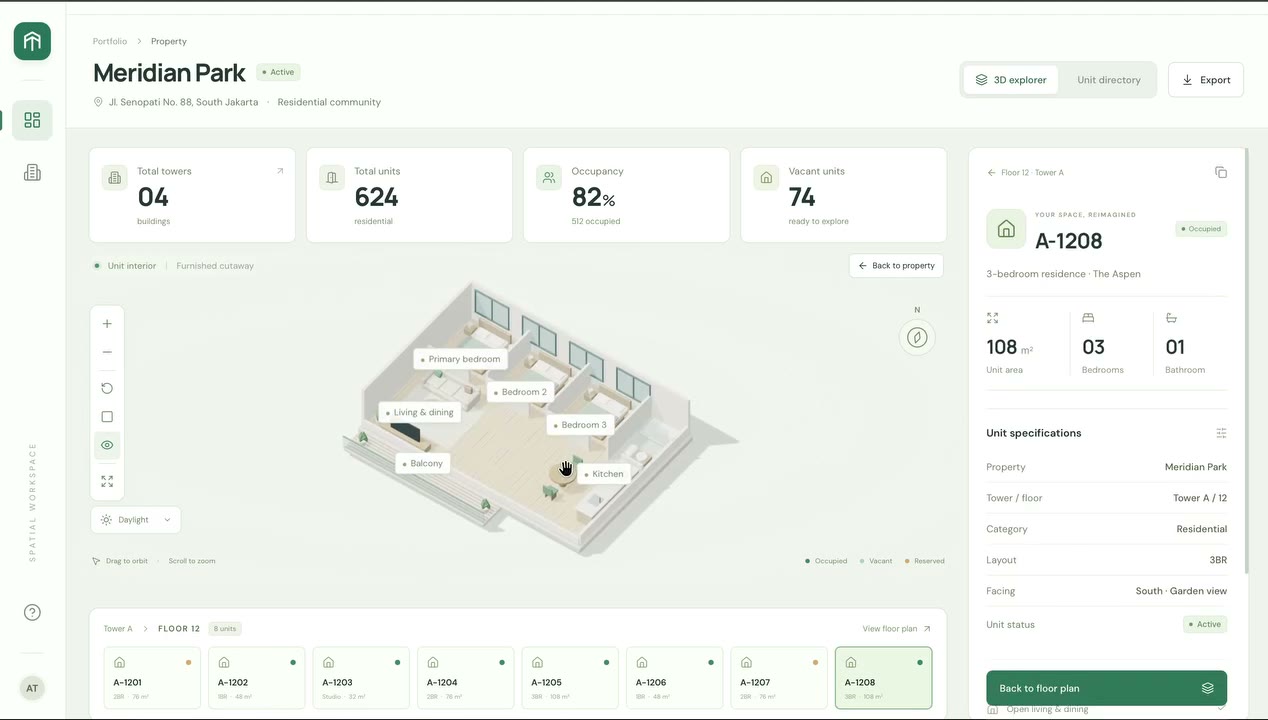 Portfolio > Property
Meridian Park
Active
Jl. Senopati No. 88, South Jakarta · Residential community
3D explorer
Unit directory
Export
Total towers
04
buildings
Total units
624
residential
Occupancy
82%
512 occupied
Vacant units
74
ready to explore
Unit interior | Furnished cutaway
Back to property
N
Primary bedroom
Bedroom 2
Living & dining
Bedroom 3
Balcony
Kitchen
Daylight
Drag to orbit · Scroll to zoom
Occupied
Vacant
Reserved
Tower A > FLOOR 12
8 units
View floor plan
A-1201
2BR · 76 m²
A-1202
1BR · 48 m²
A-1203
Studio · 32 m²
A-1204
2BR · 76 m²
A-1205
3BR · 108 m²
A-1206
1BR · 48 m²
A-1207
2BR · 76 m²
A-1208
3BR · 108 m²
Floor 12 · Tower A
YOUR SPACE, REIMAGINED
A-1208
Occupied
3-bedroom residence · The Aspen
108 m²
Unit area
03
Bedrooms
01
Bathroom
Unit specifications
Property Meridian Park
Tower / floor Tower A / 12
Category Residential
Layout 3BR
Facing South · Garden view
Unit status Active
Back to floor plan
Open living & dining
SPATIAL WORKSPACE
AT